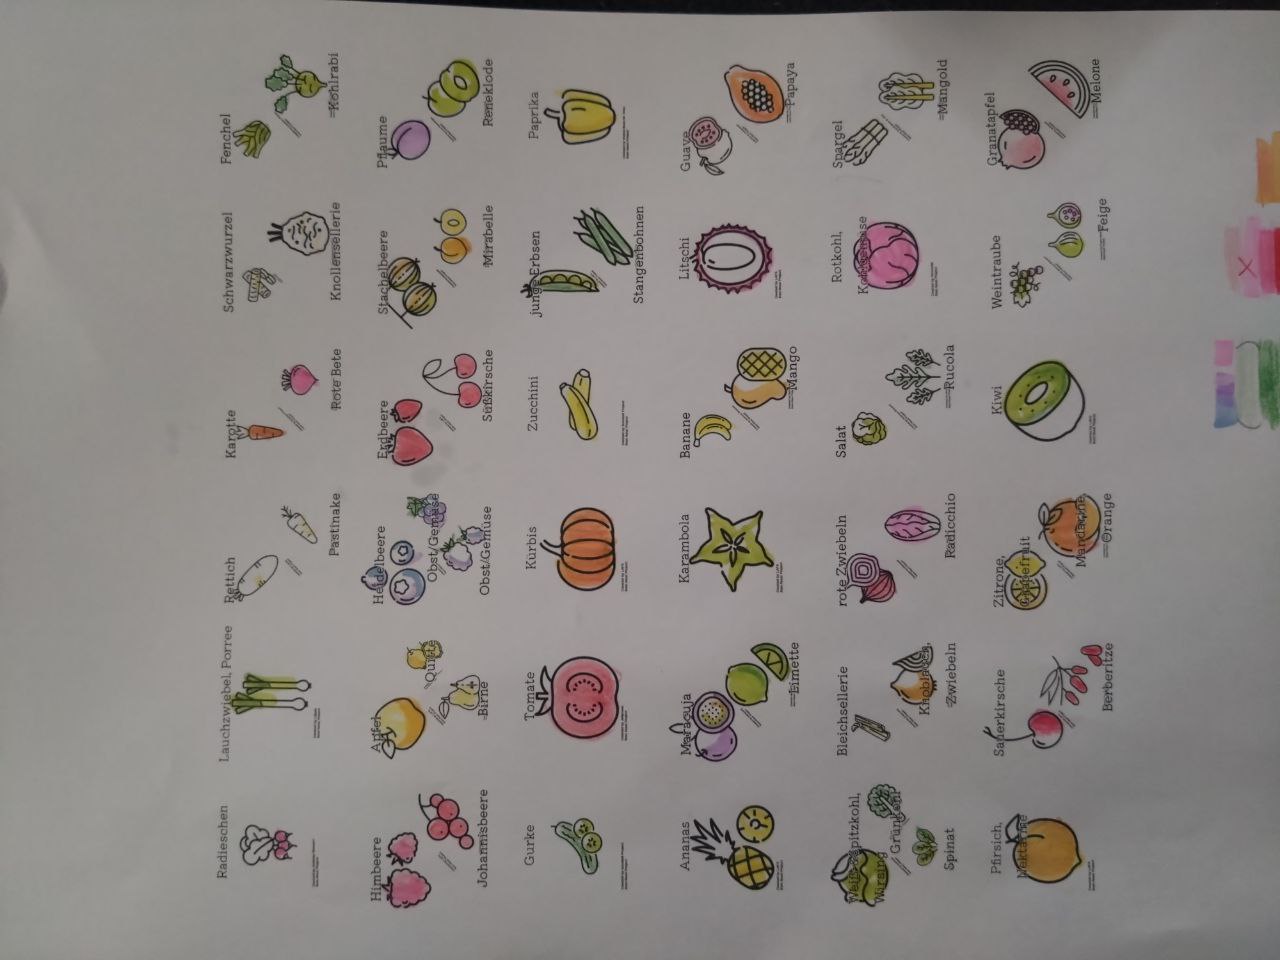 Radieschen
Lauchzwiebel, Porree
Rettich
Pastinake
Karotte
Rote Bete
Schwarzwurzel
Knollensellerie
Fenchel
Kohlrabi
Himbeere
Johannisbeere
Apfel
Quitte
Birne
Heidelbeere
Obst/Gemüse
Obst/Gemüse
Erdbeere
Süßkirsche
Stachelbeere
Mirabelle
Pflaume
Reneklode
Gurke
Tomate
Kürbis
Zucchini
junge Erbsen
Stangenbohnen
Paprika
Ananas
Maracuja
Limette
Karambola
Banane
Mango
Litschi
Guave
Papaya
Weiß-, Spitzkohl,
Wirsing
Grünkohl
Spinat
Bleichsellerie
Knoblauch,
Zwiebeln
rote Zwiebeln
Radicchio
Salat
Rucola
Rotkohl,
Spargel
Mangold
Pfirsich,
Nektarine
Sauerkirsche
Berberitze
Zitrone,
Grapefruit
Mandarine,
Orange
Kiwi
Weintraube
Feige
Granatapfel
Melone